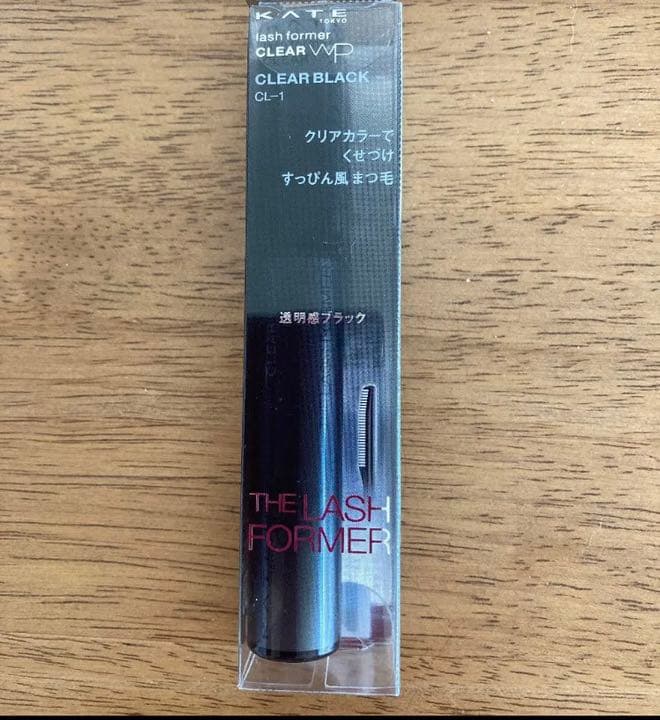 KATE
TOKYO
lash former
CLEAR WP
CLEAR BLACK
CL-1
クリアカラーで
くせづけ
すっぴん風 まつ毛
透明感ブラック
THE LASH
FORMER